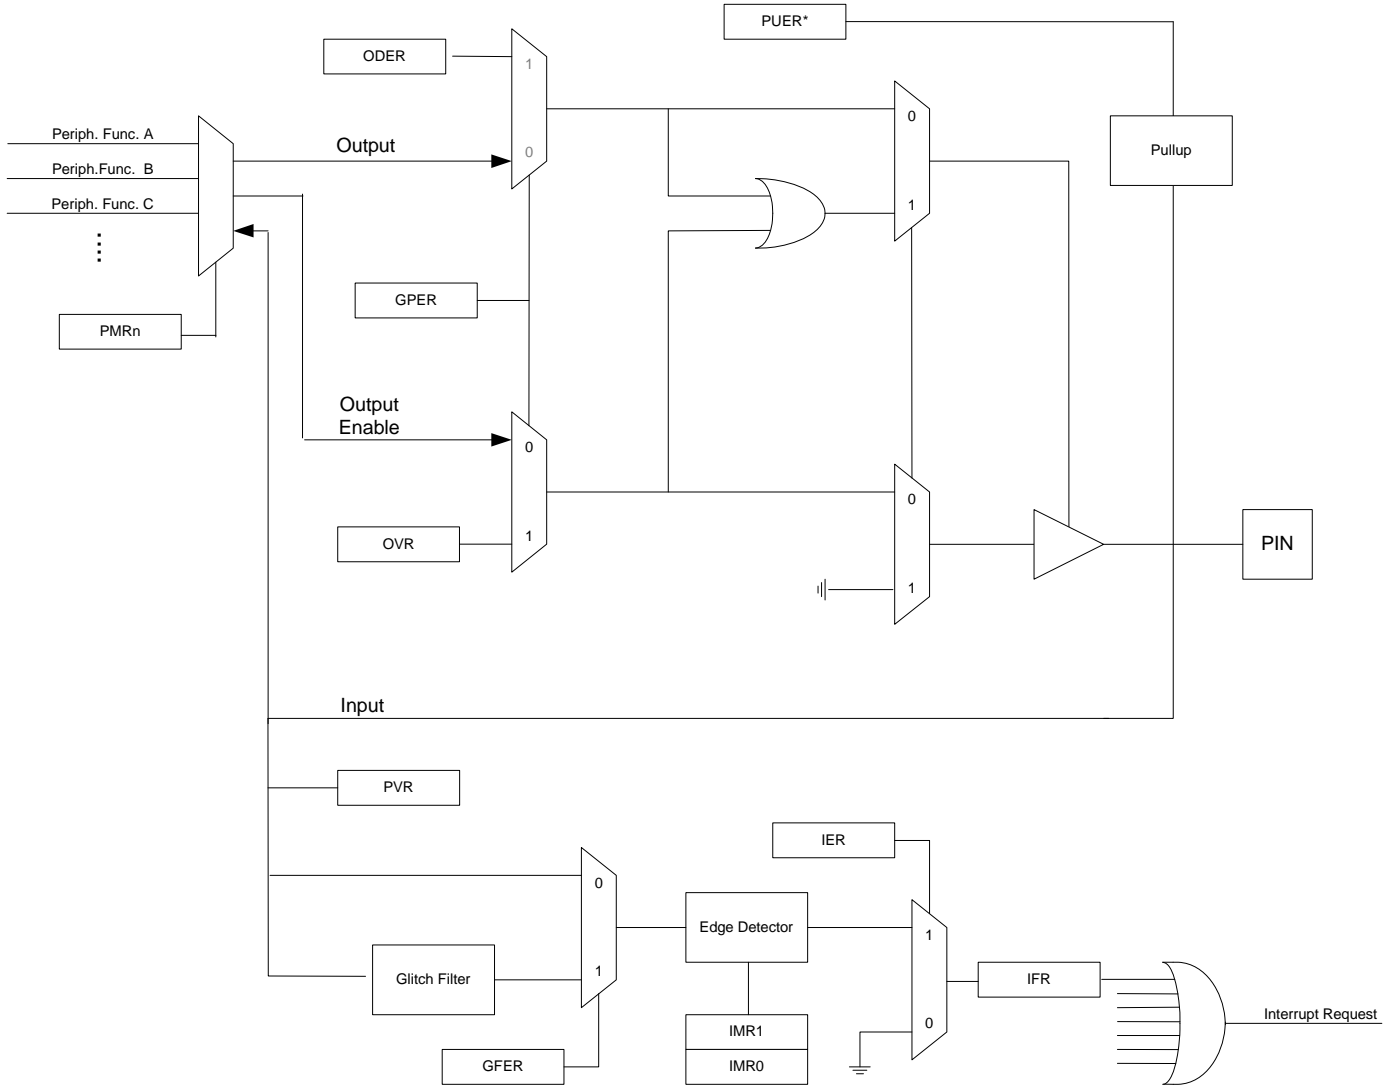 PUER*
ODER
1
0
Periph. Func. A
Output
0
Pullup
Periph.Func.  B
0
Periph. Func. C
1
GPER
PMRn
Output
Enable
0
0
OVR
1
PIN
1
Input
PVR
IER
0
Edge Detector
1
Glitch Filter
1
IFR
Interrupt Request
IMR1
0
GFER
IMR0